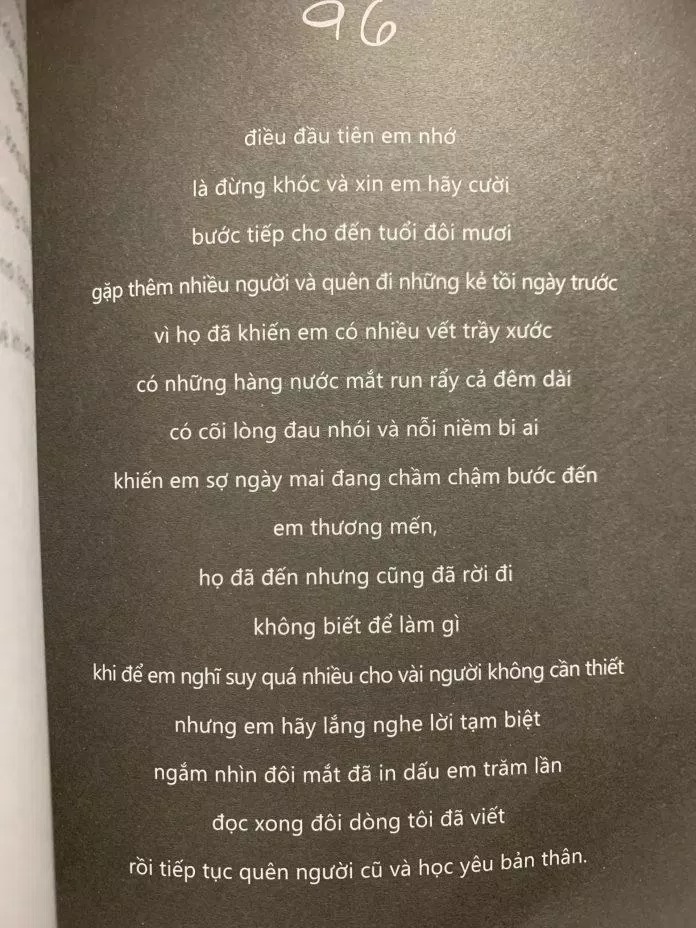 96
điều đầu tiên em nhớ
là đừng khóc và xin em hãy cười
bước tiếp cho đến tuổi đôi mươi
gặp thêm nhiều người và quên đi những kẻ tồi ngày trước
vì họ đã khiến em có nhiều vết trầy xước
có những hàng nước mắt run rẩy cả đêm dài
có cõi lòng đau nhói và nỗi niềm bi ai
khiến em sợ ngày mai đang chầm chậm bước đến
em thương mến,
họ đã đến nhưng cũng đã rời đi
không biết để làm gì
khi để em nghĩ suy quá nhiều cho vài người không cần thiết
nhưng em hãy lắng nghe lời tạm biệt
ngắm nhìn đôi mắt đã in dấu em trăm lần
đọc xong đôi dòng tôi đã viết
rồi tiếp tục quên người cũ và học yêu bản thân.